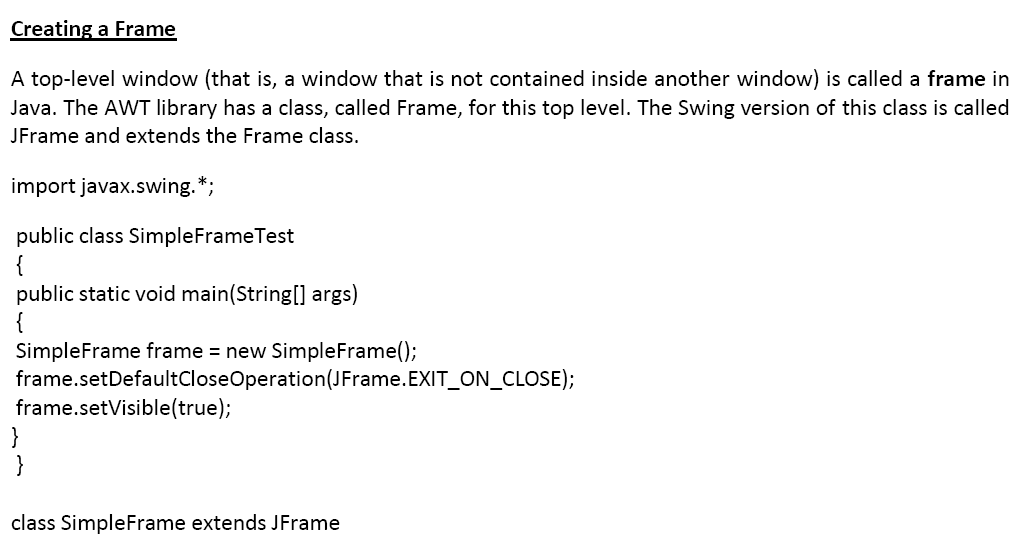 Creating a Frame
A top-level window (that is, a window that is not contained inside another window) is called a frame in
Java. The AWT library has a class, called Frame, for this top level. The Swing version of this class is called
JFrame and extends the Frame class.
import javax.swing.*;
public class SimpleFrameTest
{
public static void main(String[] args)
{
SimpleFrame frame = new SimpleFrame();
frame.setDefaultCloseOperation(JFrame.EXIT_ON_CLOSE);
frame.setVisible(true);
}
}
class SimpleFrame extends JFrame